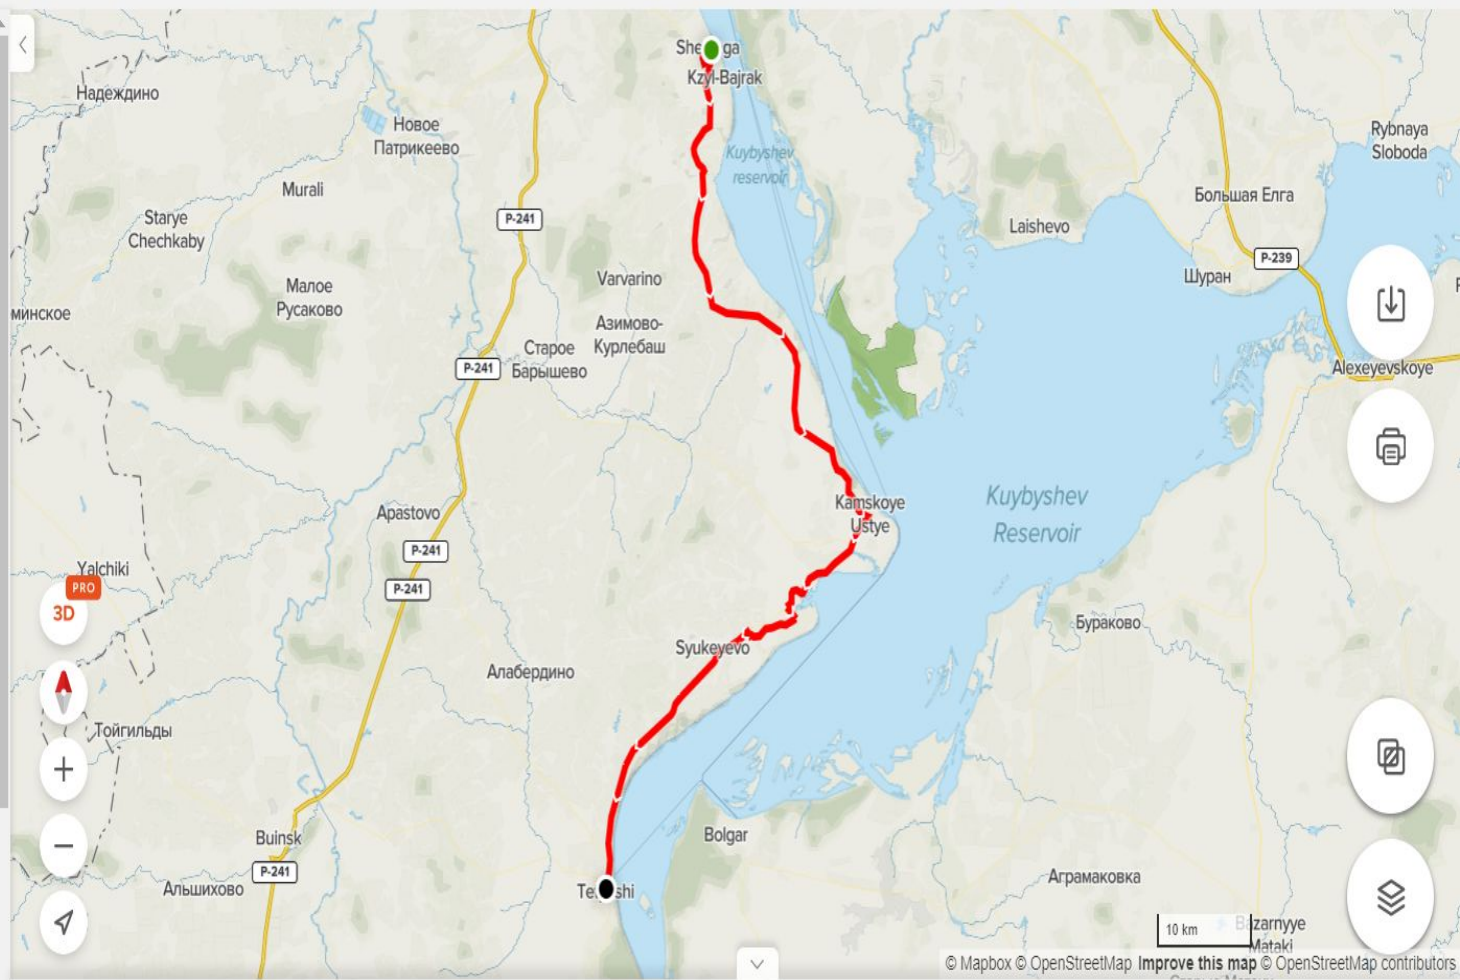 Kzyl-Bajrak
Надеждино
Новое
Патрикеево
Rybnaya
Sloboda
Kuybyshev
reservoir
Murali
Большая Елга
P-241
Starye
Chechkaby
Laishevo
P-239
Varvarino
Шуран
Малое
Русаково
минское
Азимово-
Курлебаш
Старое
Барышево
P-241
Alexeyevskoye
Kamskoye
Ustye
Kuybyshev
Reservoir
Apastovo
P-241
Yalchiki
PRO
3D
P-241
Бураково
Syukeyevo
Алабердино
Тойгильды
Bolgar
Buinsk
P-241
Альшихово
Аграмаковка
10 km
Bazarnyye
Mataki
© Mapbox © OpenStreetMap Improve this map © OpenStreetMap contributors